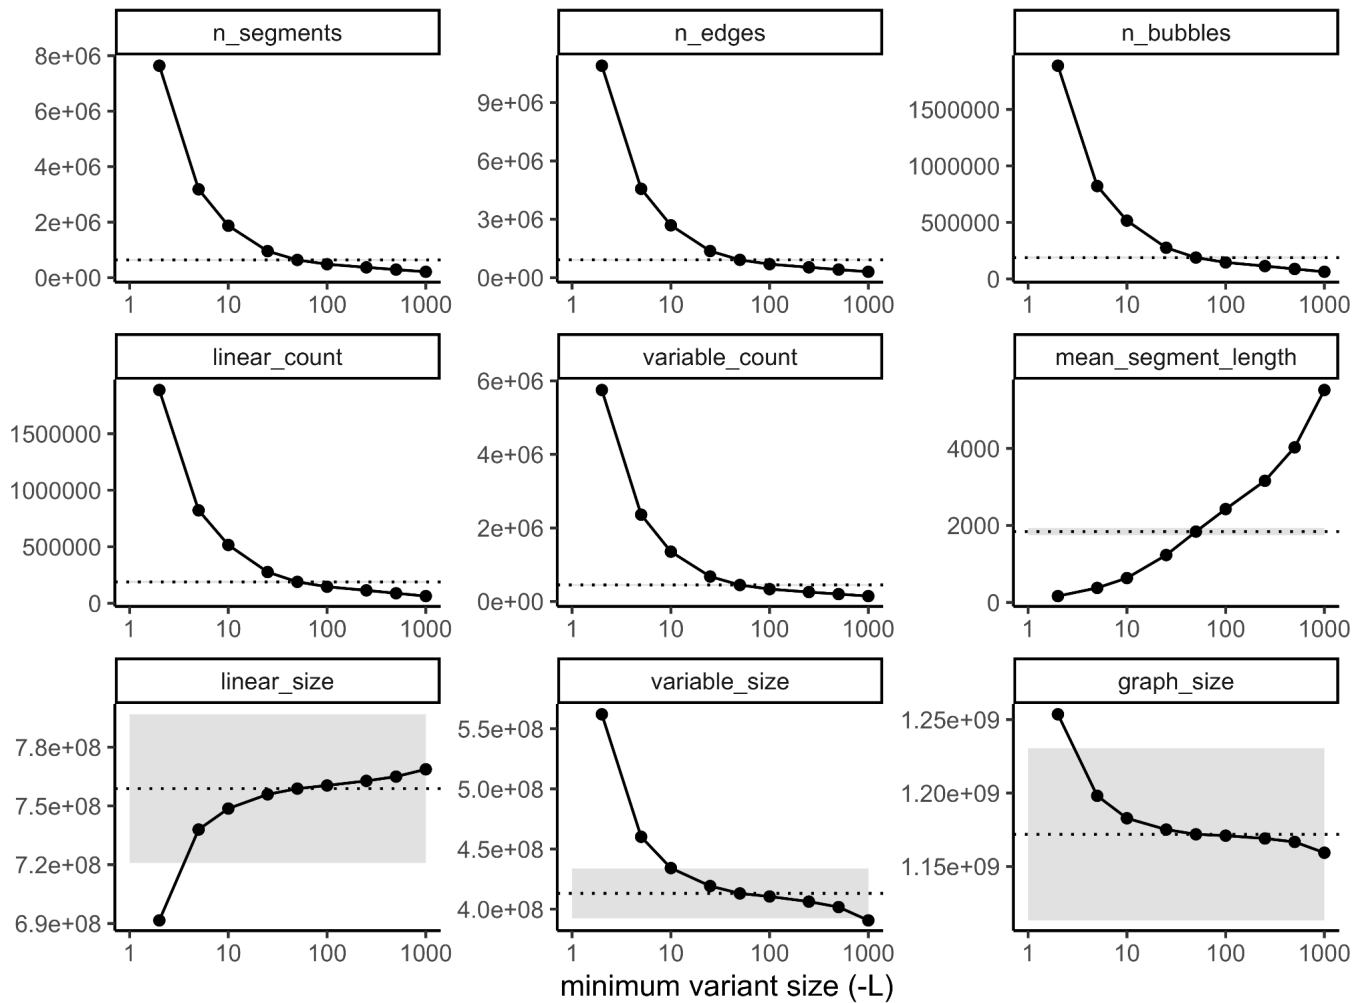 n_segments
n_edges
n_bubbles
8e+06
6e+06
4e+06
2e+06
0e+00
9e+06
6e+06
3e+06
0e+00
1500000
1000000
500000
0
1 10 100 1000
1 10 100 1000
1 10 100 1000
linear_count
variable_count
mean_segment_length
1500000
1000000
500000
0
6e+06
4e+06
2e+06
0e+00
4000
2000
0
1 10 100 1000
1 10 100 1000
1 10 100 1000
linear_size
variable_size
graph_size
7.8e+08
7.5e+08
7.2e+08
6.9e+08
5.5e+08
5.0e+08
4.5e+08
4.0e+08
1.25e+09
1.20e+09
1.15e+09
1 10 100 1000
1 10 100 1000
1 10 100 1000
minimum variant size (-L)